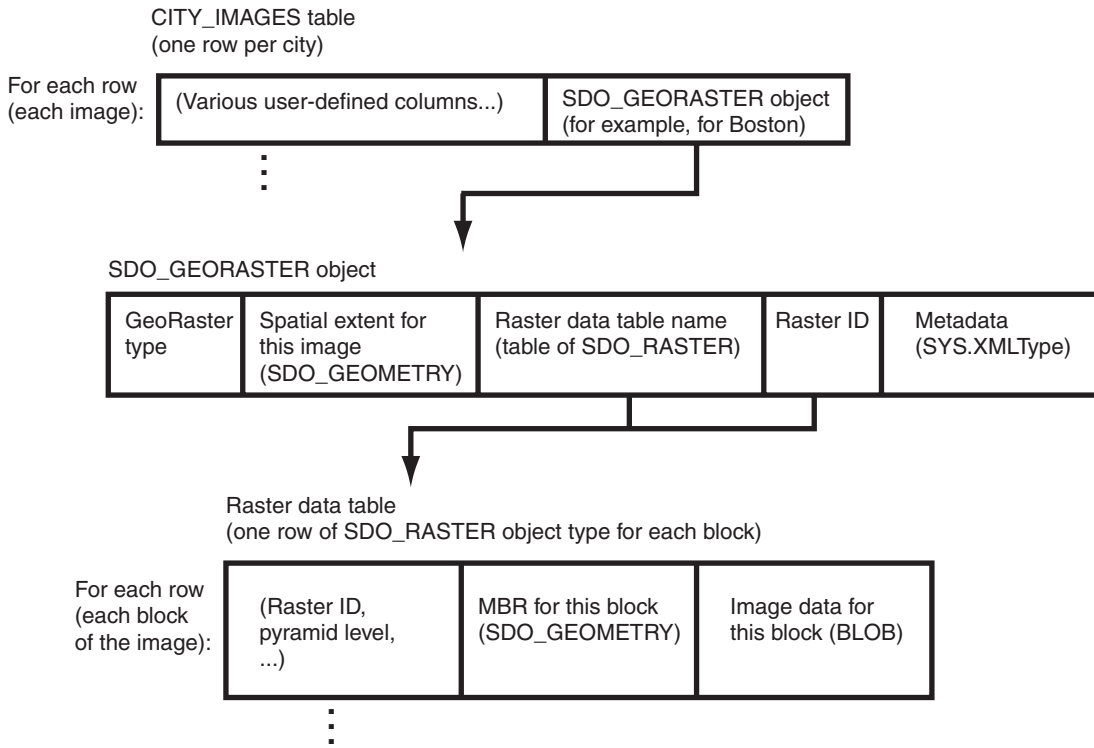 CITY_IMAGES table
(one row per city)
For each row
(each image):
(Various user-defined columns...)
SDO_GEORASTER object
(for example, for Boston)
SDO_GEORASTER object
GeoRaster
type
Spatial extent for
this image
(SDO_GEOMETRY)
Raster data table name
(table of SDO_RASTER)
Raster ID
Metadata
(SYS.XMLType)
Raster data table
(one row of SDO_RASTER object type for each block)
For each row
(each block
of the image):
(Raster ID,
pyramid level,
...)
MBR for this block
(SDO_GEOMETRY)
Image data for
this block (BLOB)